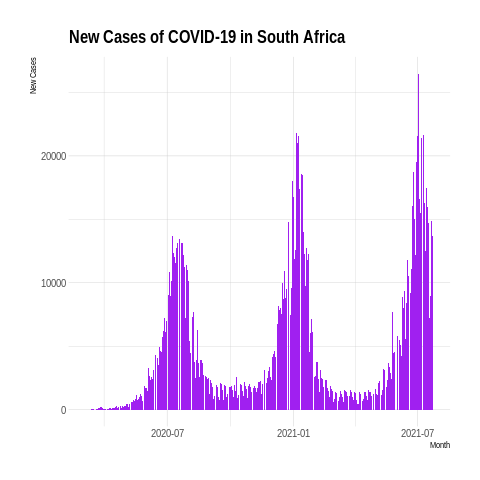 New Cases of COVID-19 in South Africa
New Cases
20000
10000
0
2020-07
2021-01
2021-07
Month